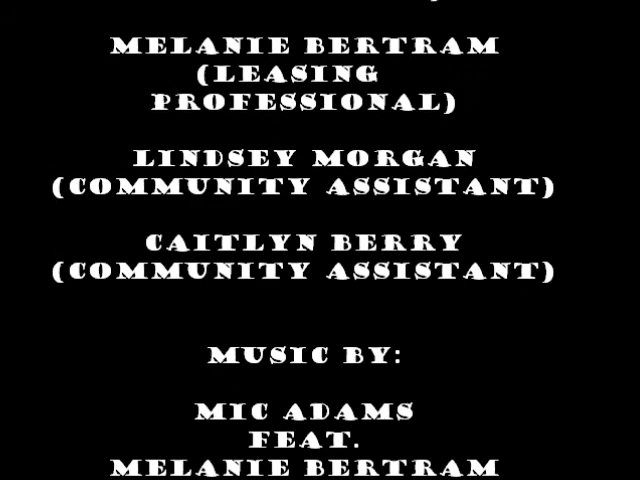 MELANIE BERTRAM
(LEASING
PROFESSIONAL)
LINDSEY MORGAN
(COMMUNITY ASSISTANT)
CAITLYN BERRY
(COMMUNITY ASSISTANT)
MUSIC BY:
MIC ADAMS
FEAT.
MELANIE BERTRAM